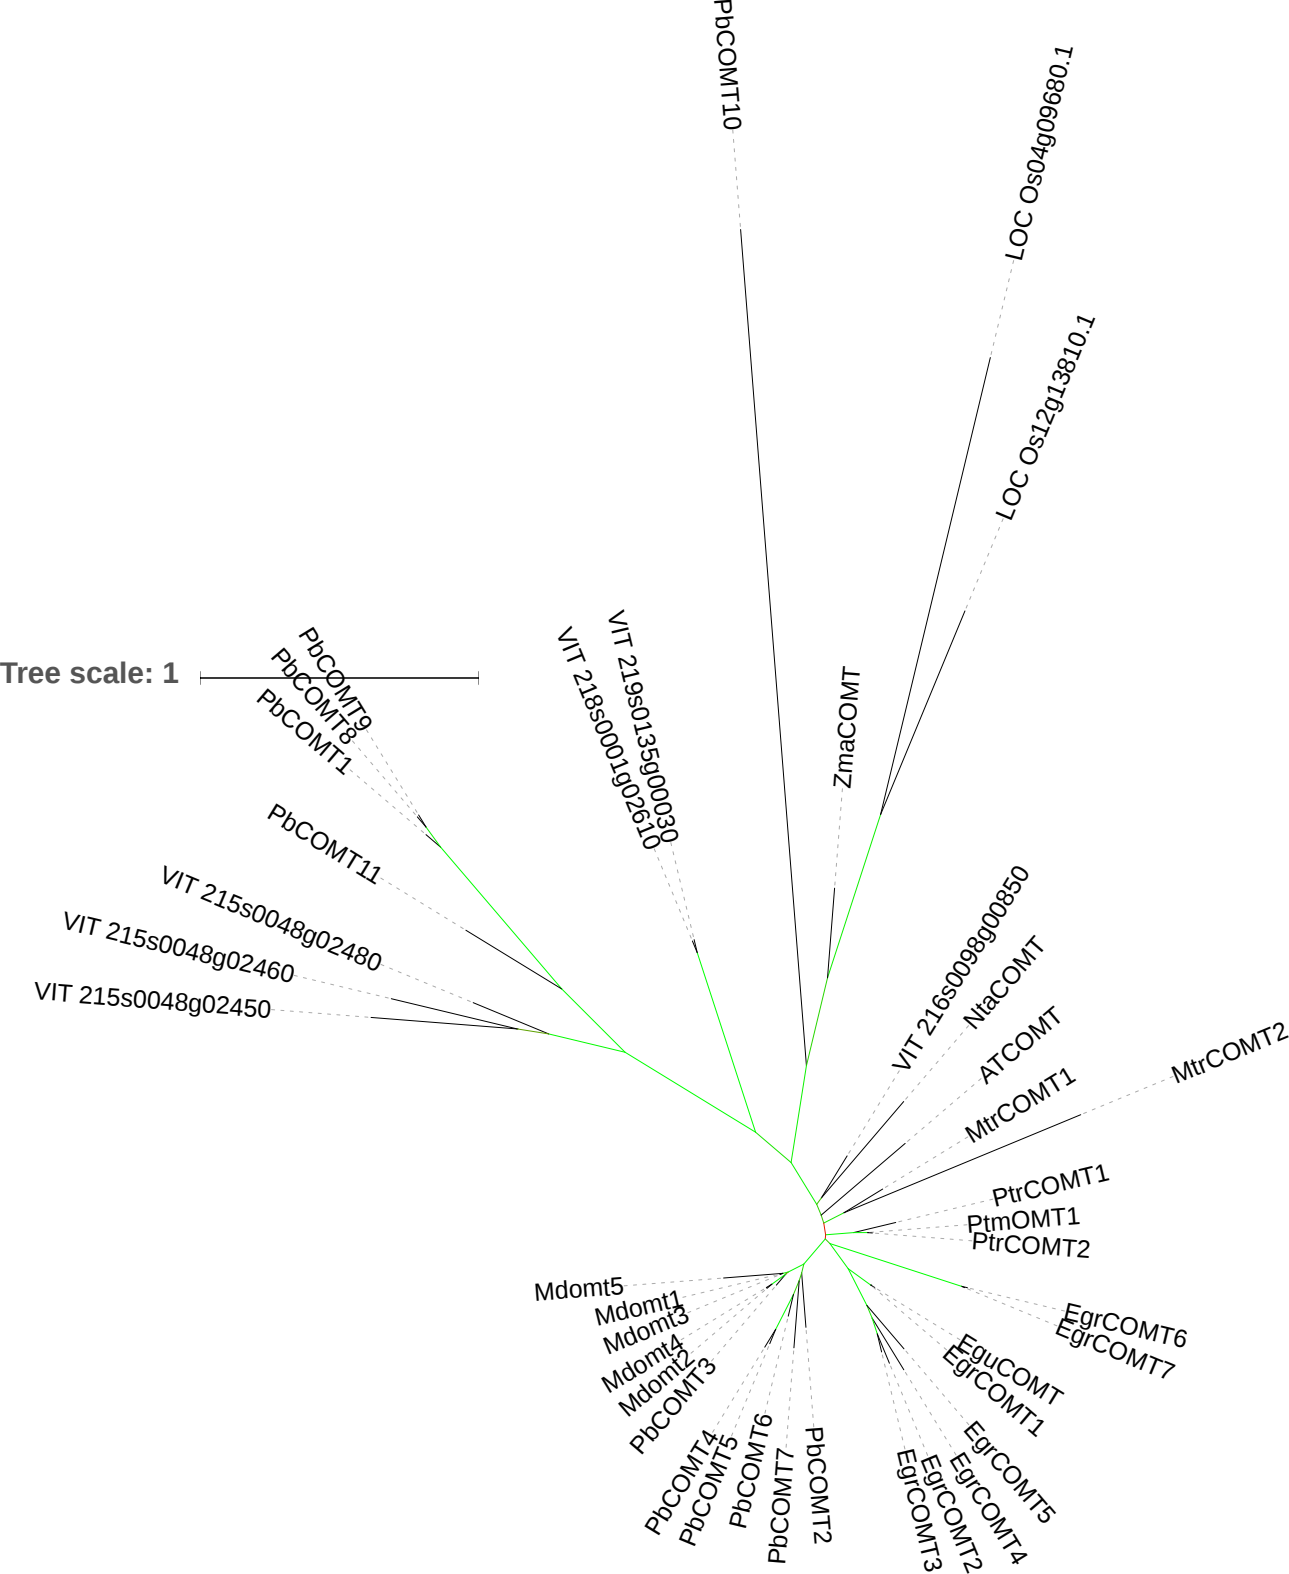 PbCOMT10
LOC Os04g09680.1
LOC Os12g13810.1
Tree scale: 1
PbCOMT9
PbCOMT8
PbCOMT1
VIT 219s0135g00030
VIT 218s0001g02610
ZmaCOMT
PbCOMT11
VIT 215s0048g02480
VIT 215s0048g02460
VIT 215s0048g02450
VIT 216s0098g00850
NtaCOMT
ATCOMT
MtrCOMT1
MtrCOMT2
PtrCOMT1
PtmOMT1
PtrCOMT2
Mdomt5
Mdomt1
Mdomt3
Mdomt4
Mdomt2
PbCOMT3
PbCOMT4
PbCOMT5
PbCOMT6
PbCOMT7
PbCOMT2
EgrCOMT6
EgrCOMT7
EguCOMT
EgrCOMT1
EgrCOMT5
EgrCOMT4
EgrCOMT2
EgrCOMT3